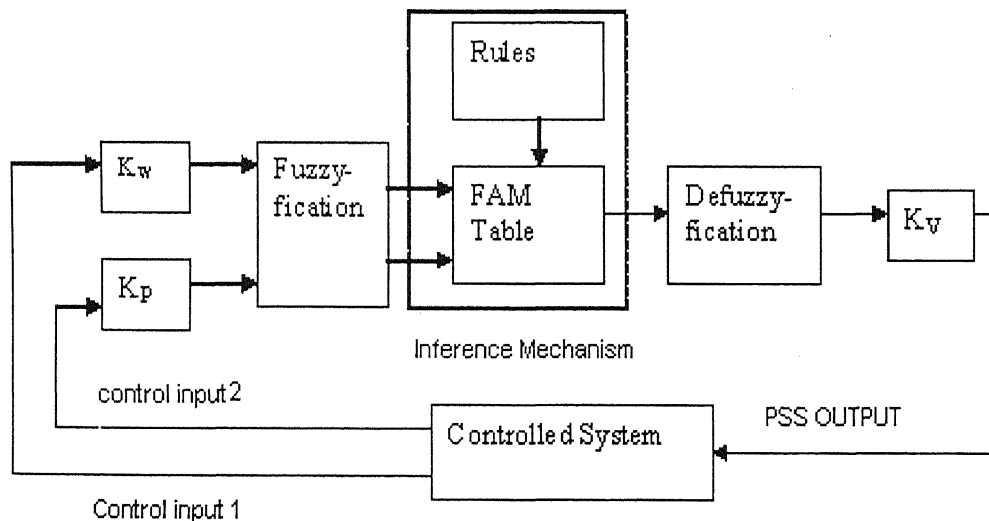 Rules
Kw
Fuzzy-
fication
FAM
Table
Defuzzy-
fication
KV
Kp
Inference Mechanism
control input 2
Controlled System
PSS OUTPUT
Control input 1